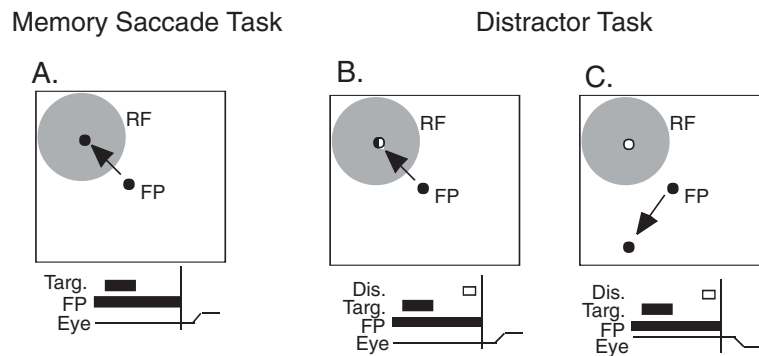 Memory Saccade Task
Distractor Task
A.
RF
FP
Targ.
FP
Eye
B.
RF
FP
Dis.
Targ.
FP
Eye
C.
RF
FP
Dis.
Targ.
FP
Eye